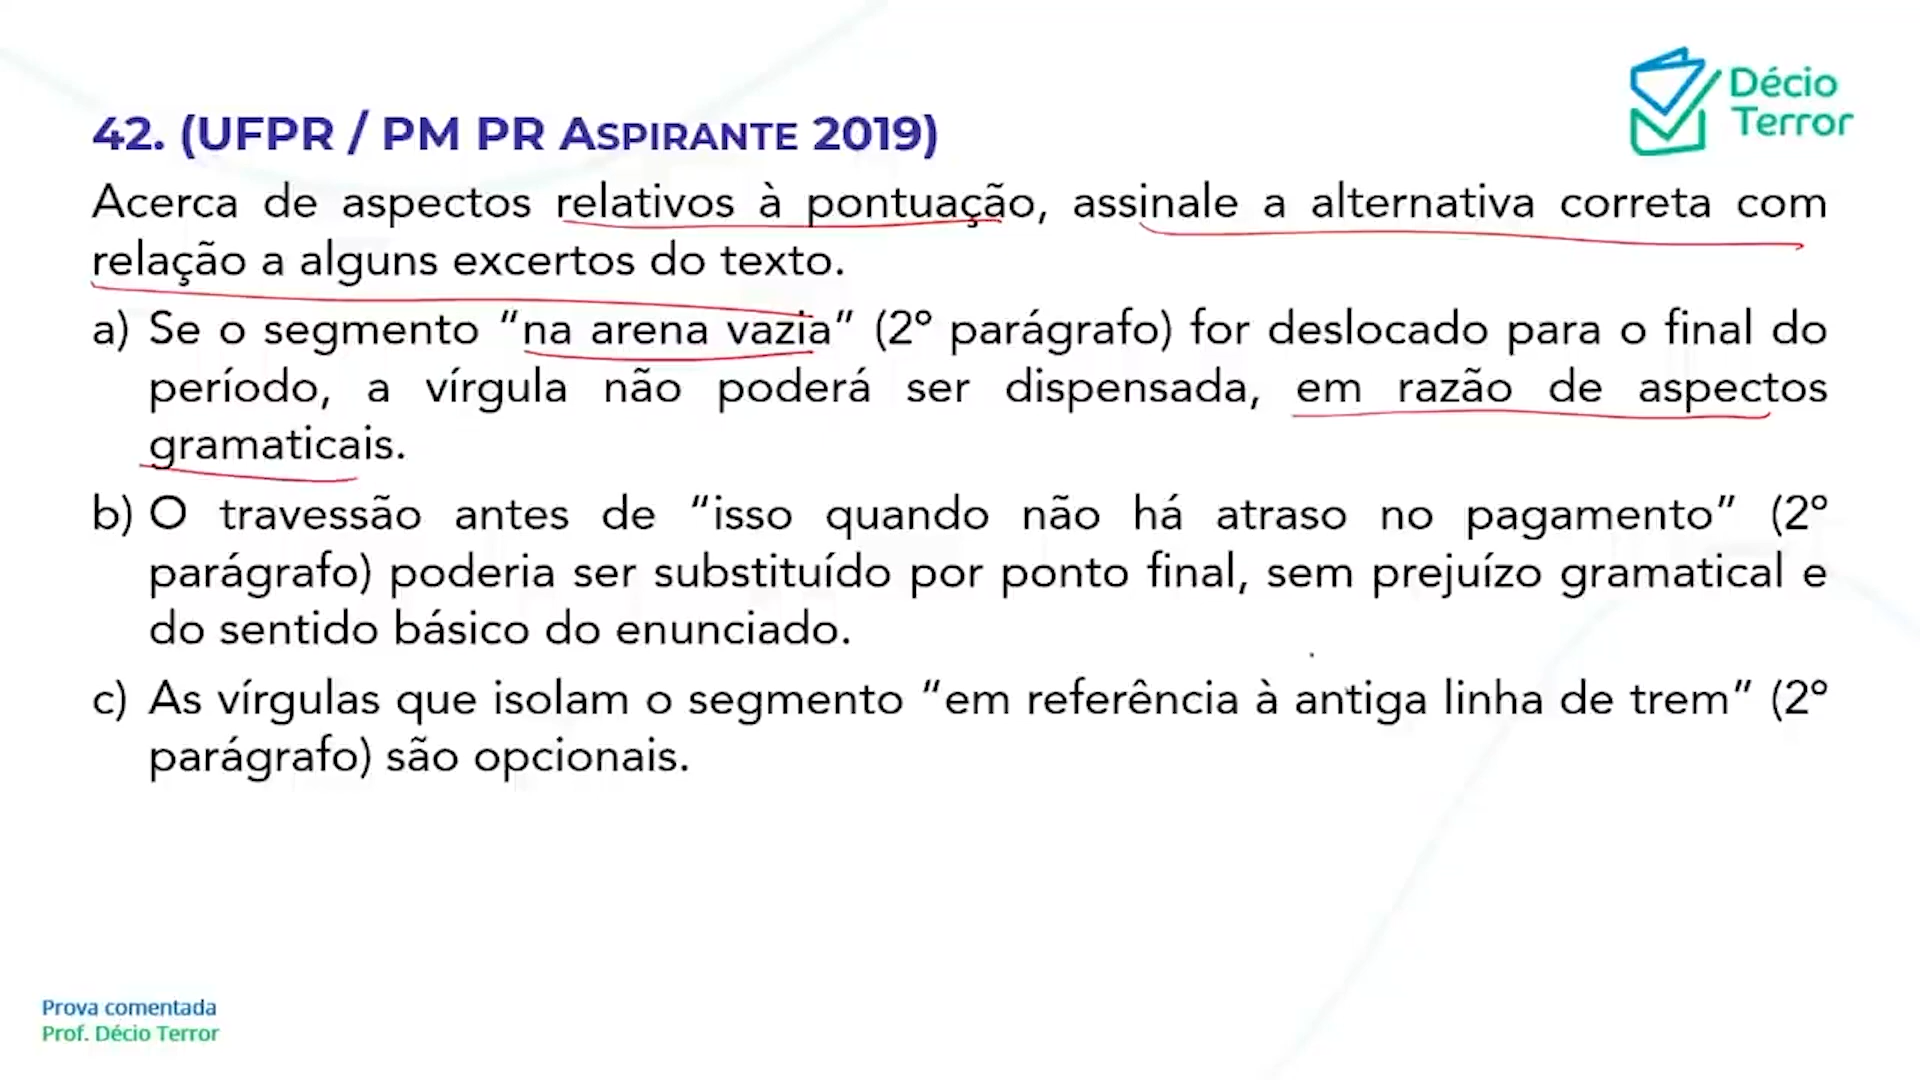 Décio
Terror
42. (UFPR / PM PR ASPIRANTE 2019)
Acerca de aspectos relativos à pontuação, assinale a alternativa correta com
relação a alguns excertos do texto.
a) Se o segmento “na arena vazia” (2º parágrafo) for deslocado para o final do
período, a vírgula não poderá ser dispensada, em razão de aspectos
gramaticais.
b) O travessão antes de “isso quando não há atraso no pagamento” (2º
parágrafo) poderia ser substituído por ponto final, sem prejuízo gramatical e
do sentido básico do enunciado.
c) As vírgulas que isolam o segmento “em referência à antiga linha de trem” (2º
parágrafo) são opcionais.
Prova comentada
Prof. Décio Terror